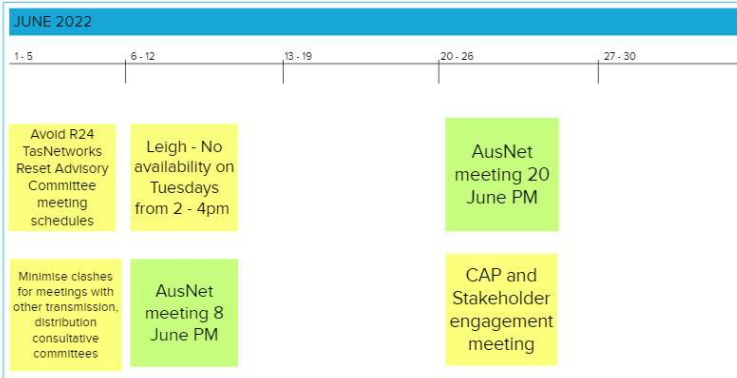 JUNE 2022
1 - 5
6 - 12
13 - 19
20 - 26
27 - 30
Avoid R24
TasNetworks
Reset Advisory
Committee
meeting
schedules
Leigh - No
availability on
Tuesdays
from 2 - 4pm
AusNet
meeting 20
June PM
Minimise clashes
for meetings with
other transmission,
distribution
consultative
committees
AusNet
meeting 8
June PM
CAP and
Stakeholder
engagement
meeting